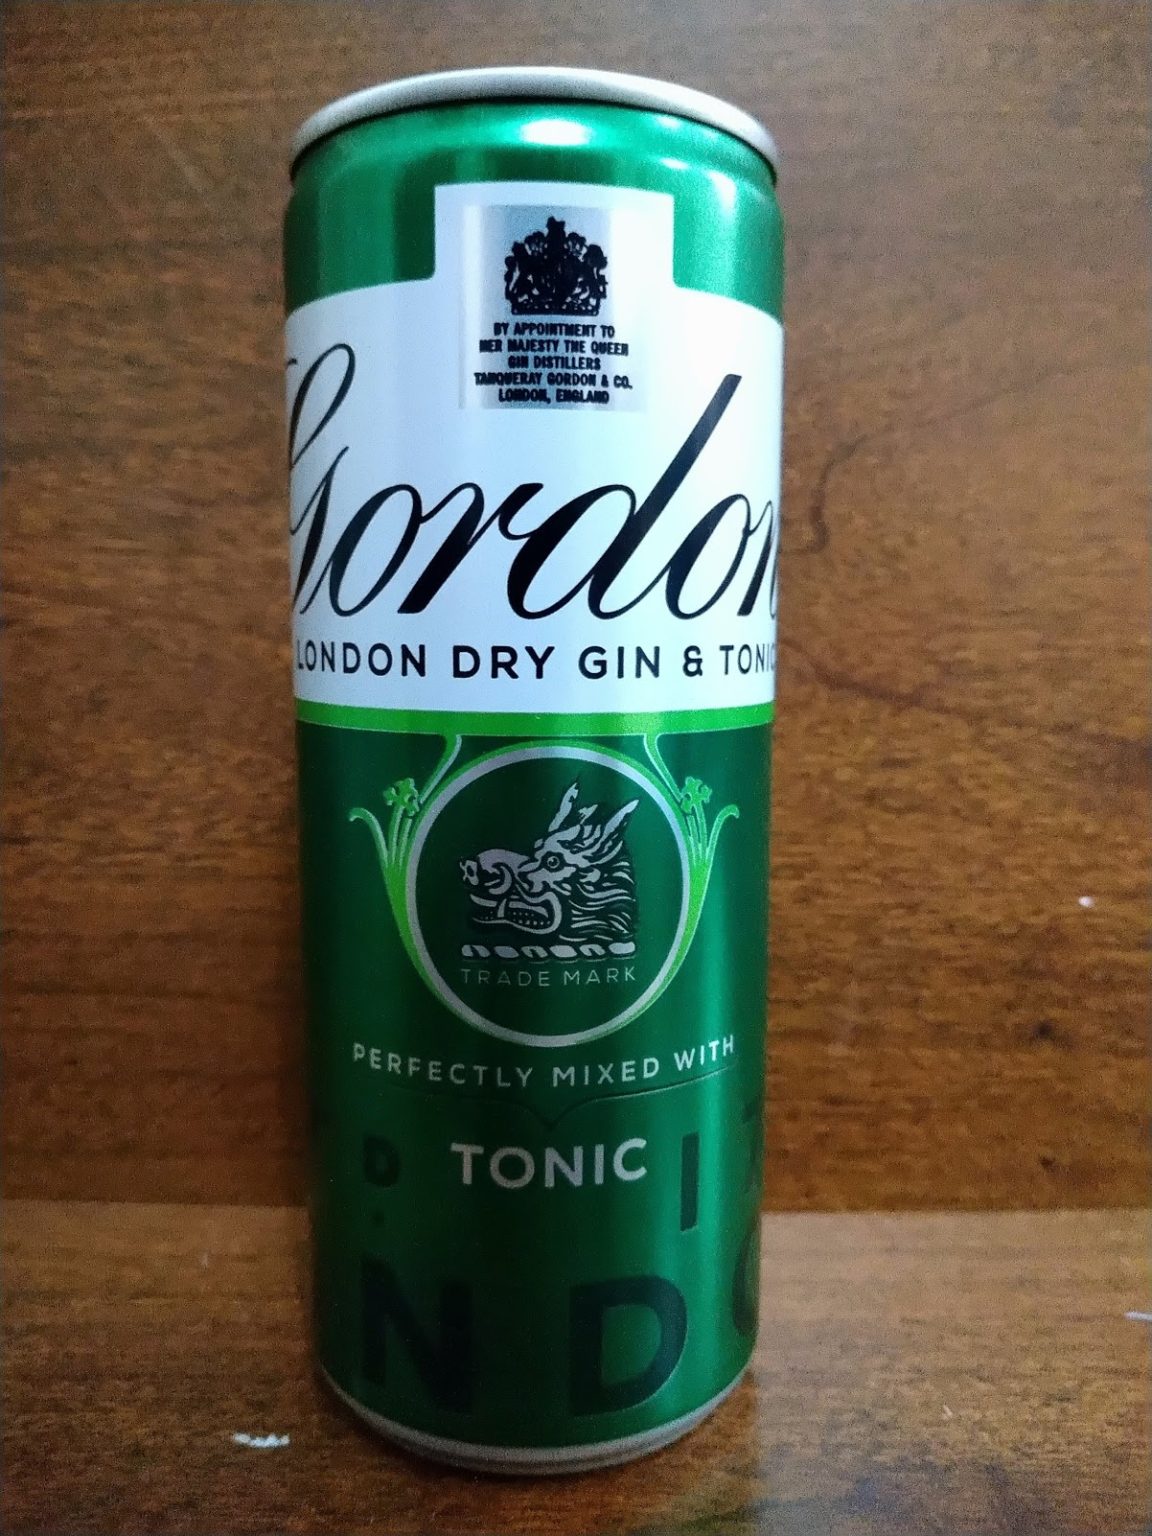 BY APPOINTMENT TO
HER MAJESTY THE QUEEN
GIN DISTILLERS
TANQUERAY GORDON & CO.
LONDON, ENGLAND
Gordon
LONDON DRY GIN & TONIC
TRADE MARK
PERFECTLY MIXED WITH
TONIC
D. I
N D O